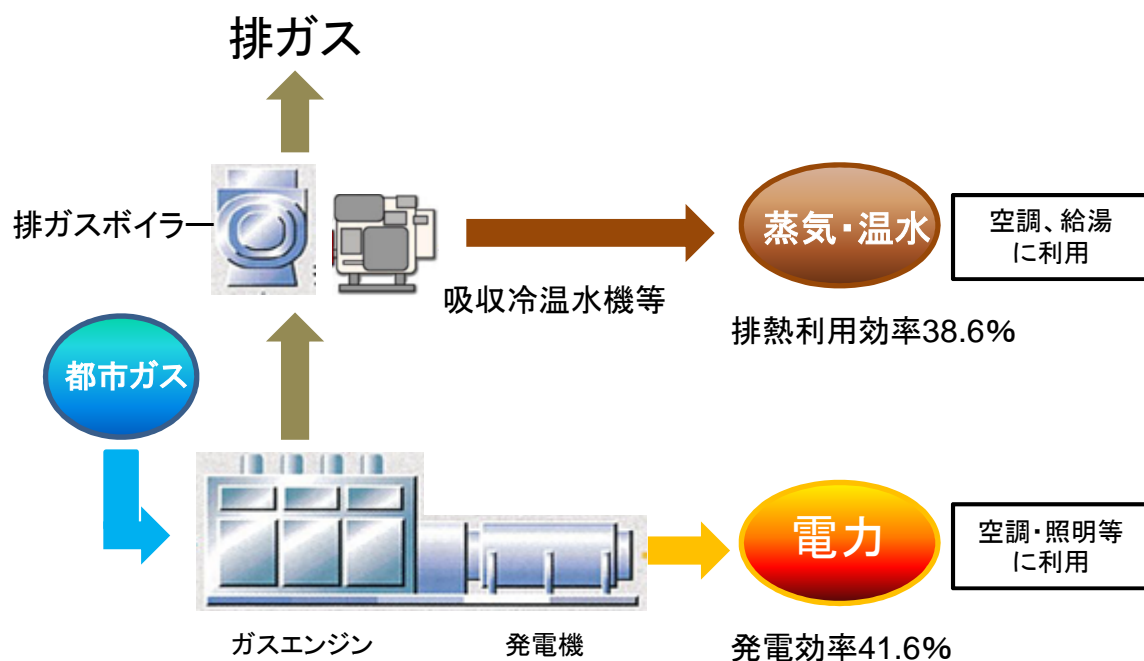 排ガス
排ガスボイラー
蒸気・温水
空調、給湯
に利用
吸収冷温水機等
排熱利用効率38.6%
都市ガス
電力
空調・照明等
に利用
ガスエンジン
発電機
発電効率41.6%